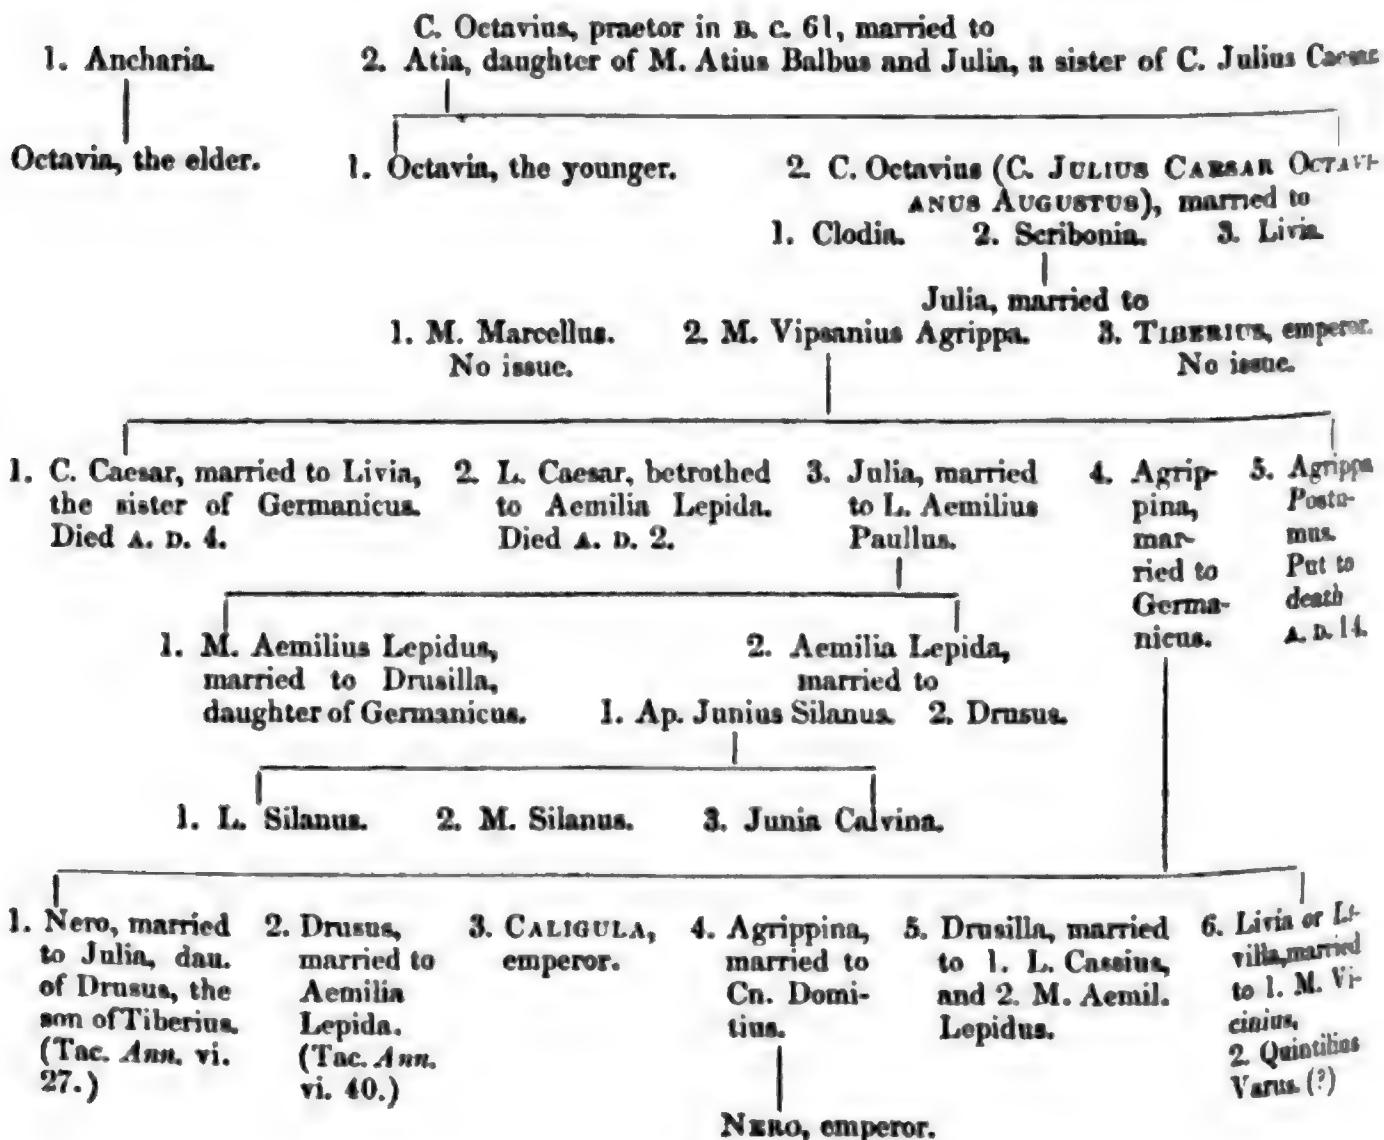 C. Octavius, praetor in B. C. 61, married to
1. Ancharia.
2. Atia, daughter of M. Atius Balbus and Julia, a sister of C. Julius Caesar
Octavia, the elder.
1. Octavia, the younger.
2. C. Octavius (C. JULIUS CAESAR OCTAVI-
ANUS AUGUSTUS), married to
1. Clodia. 2. Scribonia. 3. Livia.
Julia, married to
1. M. Marcellus.
No issue.
2. M. Vipsanius Agrippa.
3. TIBERIUS, emperor.
No issue.
1. C. Caesar, married to Livia,
the sister of Germanicus.
Died A. D. 4.
2. L. Caesar, betrothed
to Aemilia Lepida.
Died A. D. 2.
3. Julia, married
to L. Aemilius
Paullus.
4. Agrip-
pina,
mar-
ried to
Germa-
nicus.
5. Agrippa
Postu-
mus.
Put to
death
A. D. 14.
1. M. Aemilius Lepidus,
married to Drusilla,
daughter of Germanicus.
2. Aemilia Lepida,
married to
1. Ap. Junius Silanus. 2. Drusus.
1. L. Silanus. 2. M. Silanus. 3. Junia Calvina.
1. Nero, married
to Julia, dau.
of Drusus, the
son of Tiberius.
(Tac. Ann. vi.
27.)
2. Drusus,
married to
Aemilia
Lepida.
(Tac. Ann.
vi. 40.)
3. CALIGULA,
emperor.
4. Agrippina,
married to
Cn. Domi-
tius.
5. Drusilla, married
to 1. L. Cassius,
and 2. M. Aemil.
Lepidus.
6. Livia or Li-
villa, married
to 1. M. Vi-
cinius,
2. Quintilius
Varus. (?)
NERO, emperor.